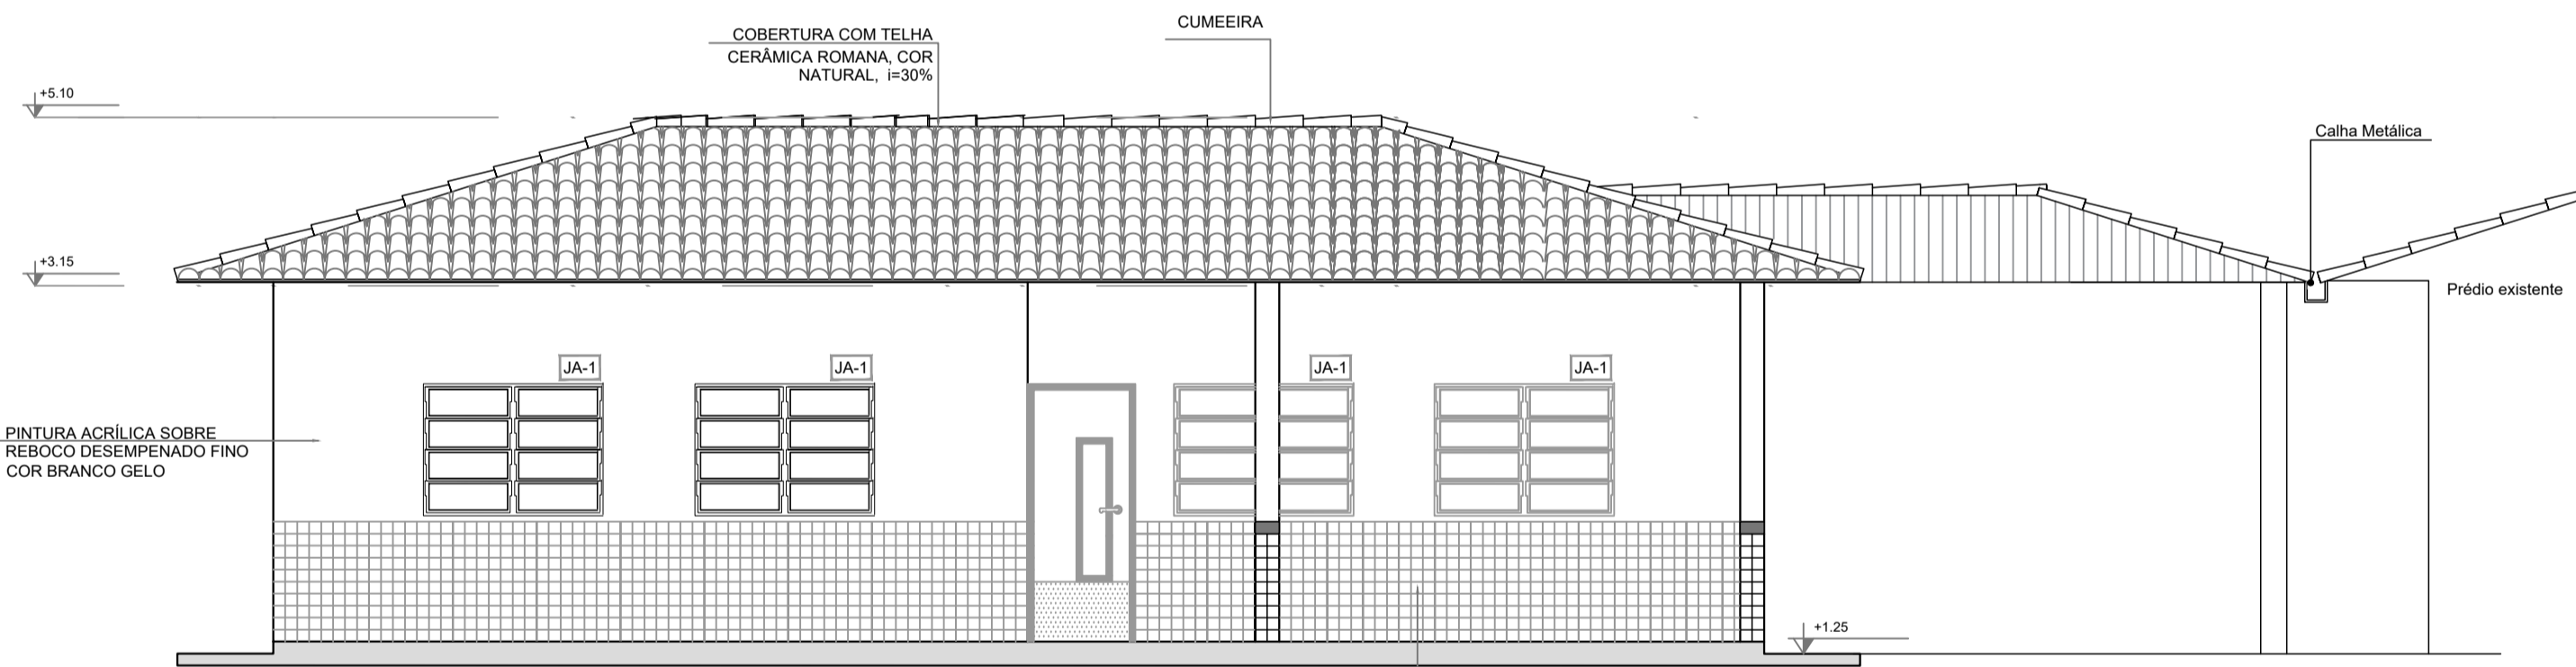 CUMEEIRA
COBERTURA COM TELHA
CERÂMICA ROMANA, COR
NATURAL, i=30%
+5.10
Calha Metálica
+3.15
Prédio existente
JA-1
JA-1
JA-1
JA-1
PINTURA ACRÍLICA SOBRE
REBOCO DESEMPENADO FINO
COR BRANCO GELO
+1.25